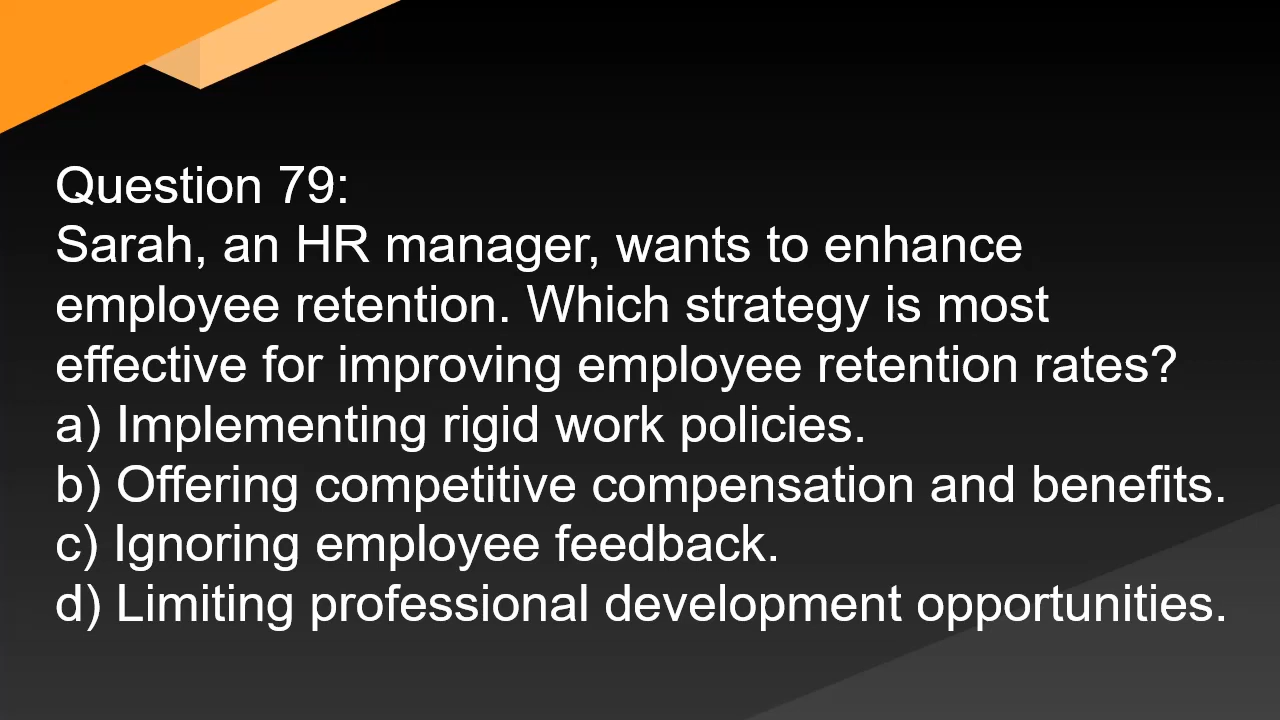 Question 79:
Sarah, an HR manager, wants to enhance
employee retention. Which strategy is most
effective for improving employee retention rates?
a) Implementing rigid work policies.
b) Offering competitive compensation and benefits.
c) Ignoring employee feedback.
d) Limiting professional development opportunities.